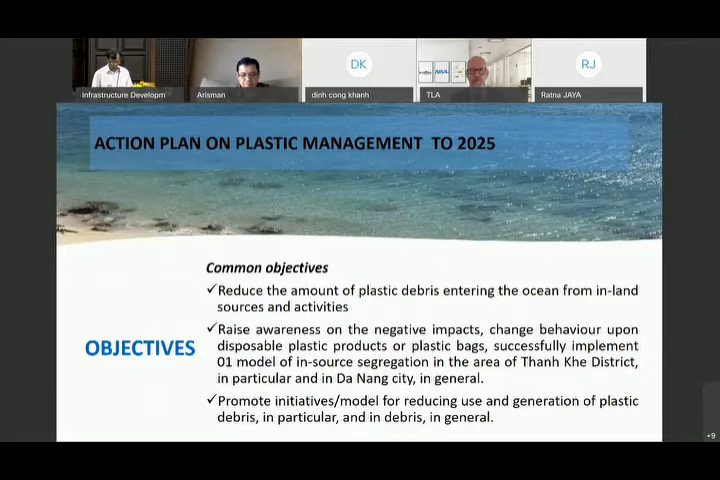 DK
RJ
Infrastructure Developm
Arisman
dinh cong khanh
TLA
Ratna JAYA
ACTION PLAN ON PLASTIC MANAGEMENT TO 2025
Common objectives
✓Reduce the amount of plastic debris entering the ocean from in-land
sources and activities
OBJECTIVES
✓Raise awareness on the negative impacts, change behaviour upon
disposable plastic products or plastic bags, successfully implement
01 model of in-source segregation in the area of Thanh Khe District,
in particular and in Da Nang city, in general.
✓Promote initiatives/model for reducing use and generation of plastic
debris, in particular, and in debris, in general.
+9